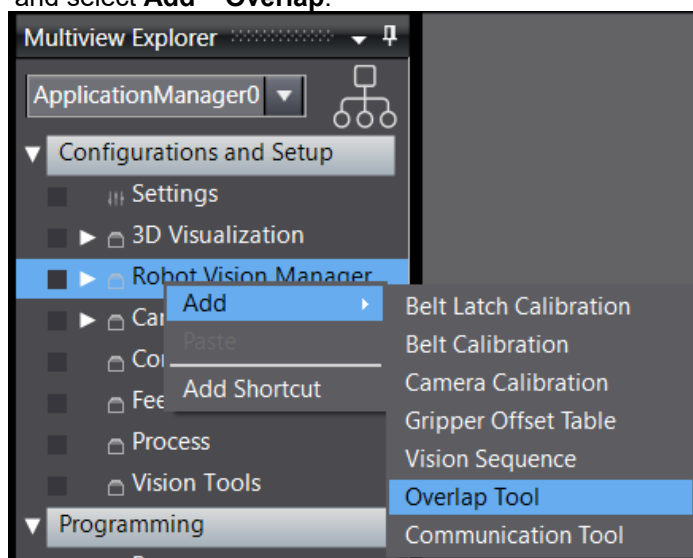 and select Add – Overlap.
Multiview Explorer
ApplicationManager0
Configurations and Setup
Settings
3D Visualization
Robot Vision Manager
Add
Belt Latch Calibration
Paste
Belt Calibration
Add Shortcut
Camera Calibration
Gripper Offset Table
Process
Vision Sequence
Vision Tools
Overlap Tool
Programming
Communication Tool